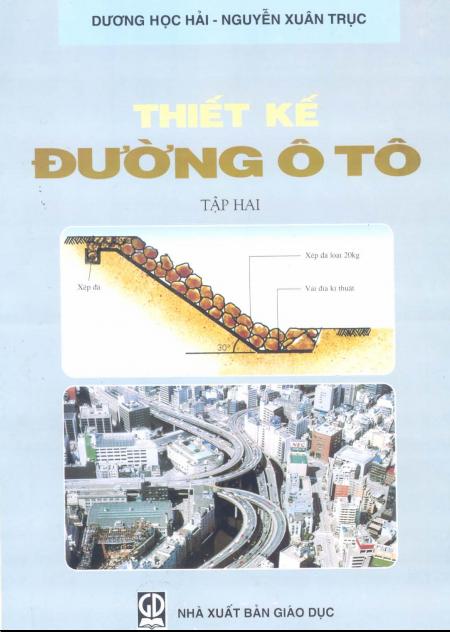 DƯƠNG HỌC HẢI - NGUYỄN XUÂN TRỤC
THIẾT KẾ
ĐƯỜNG Ô TÔ
TẬP HAI
Xếp đá loại 20kg
Xếp đá
Vải địa kĩ thuật
30°
GD
NHÀ XUẤT BẢN GIÁO DỤC